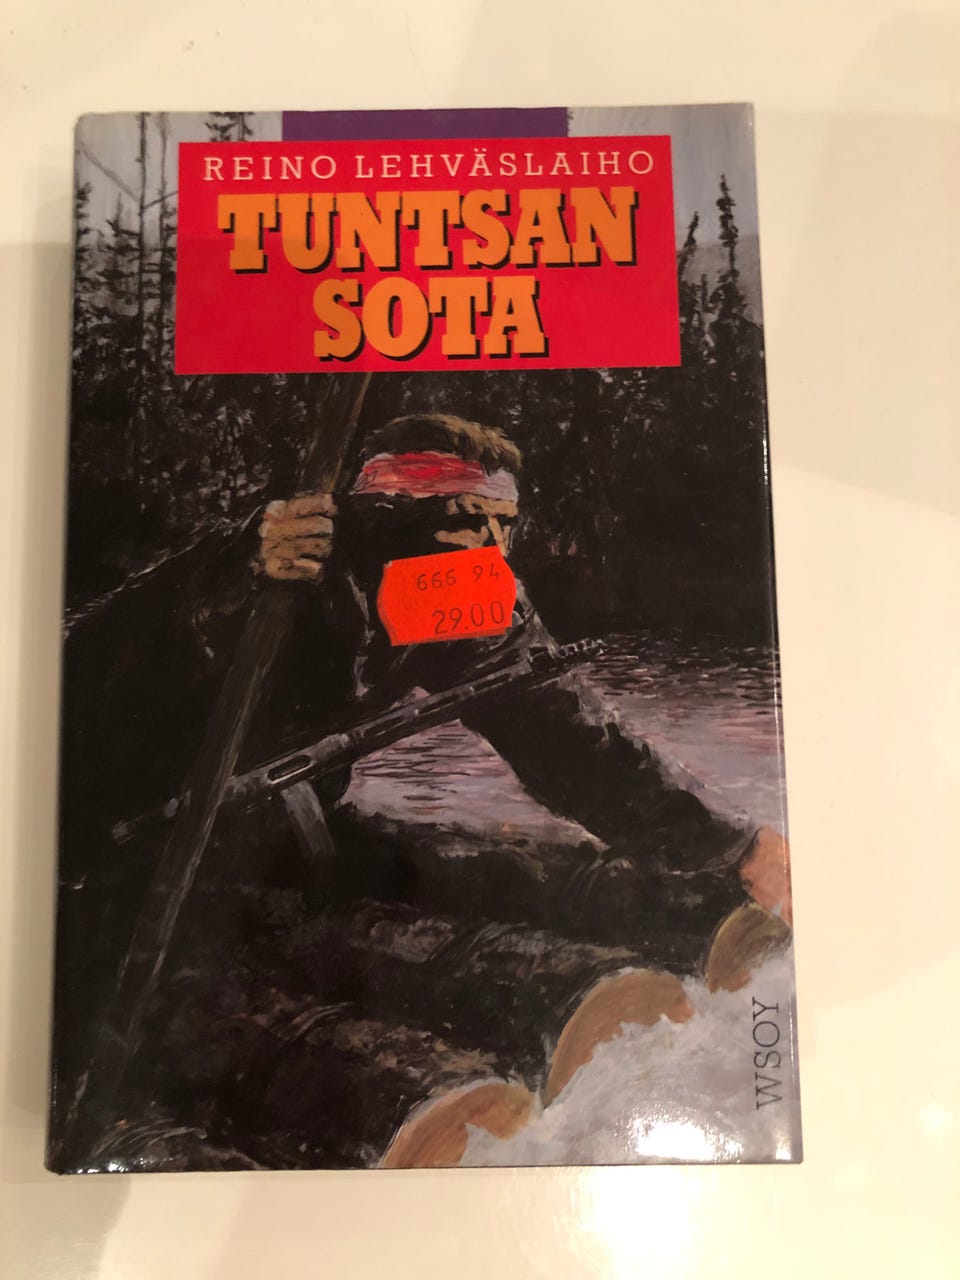 REINO LEHVÄSLAIHO
TUNTSAN
SOTA
666 94
29.00
WSOY